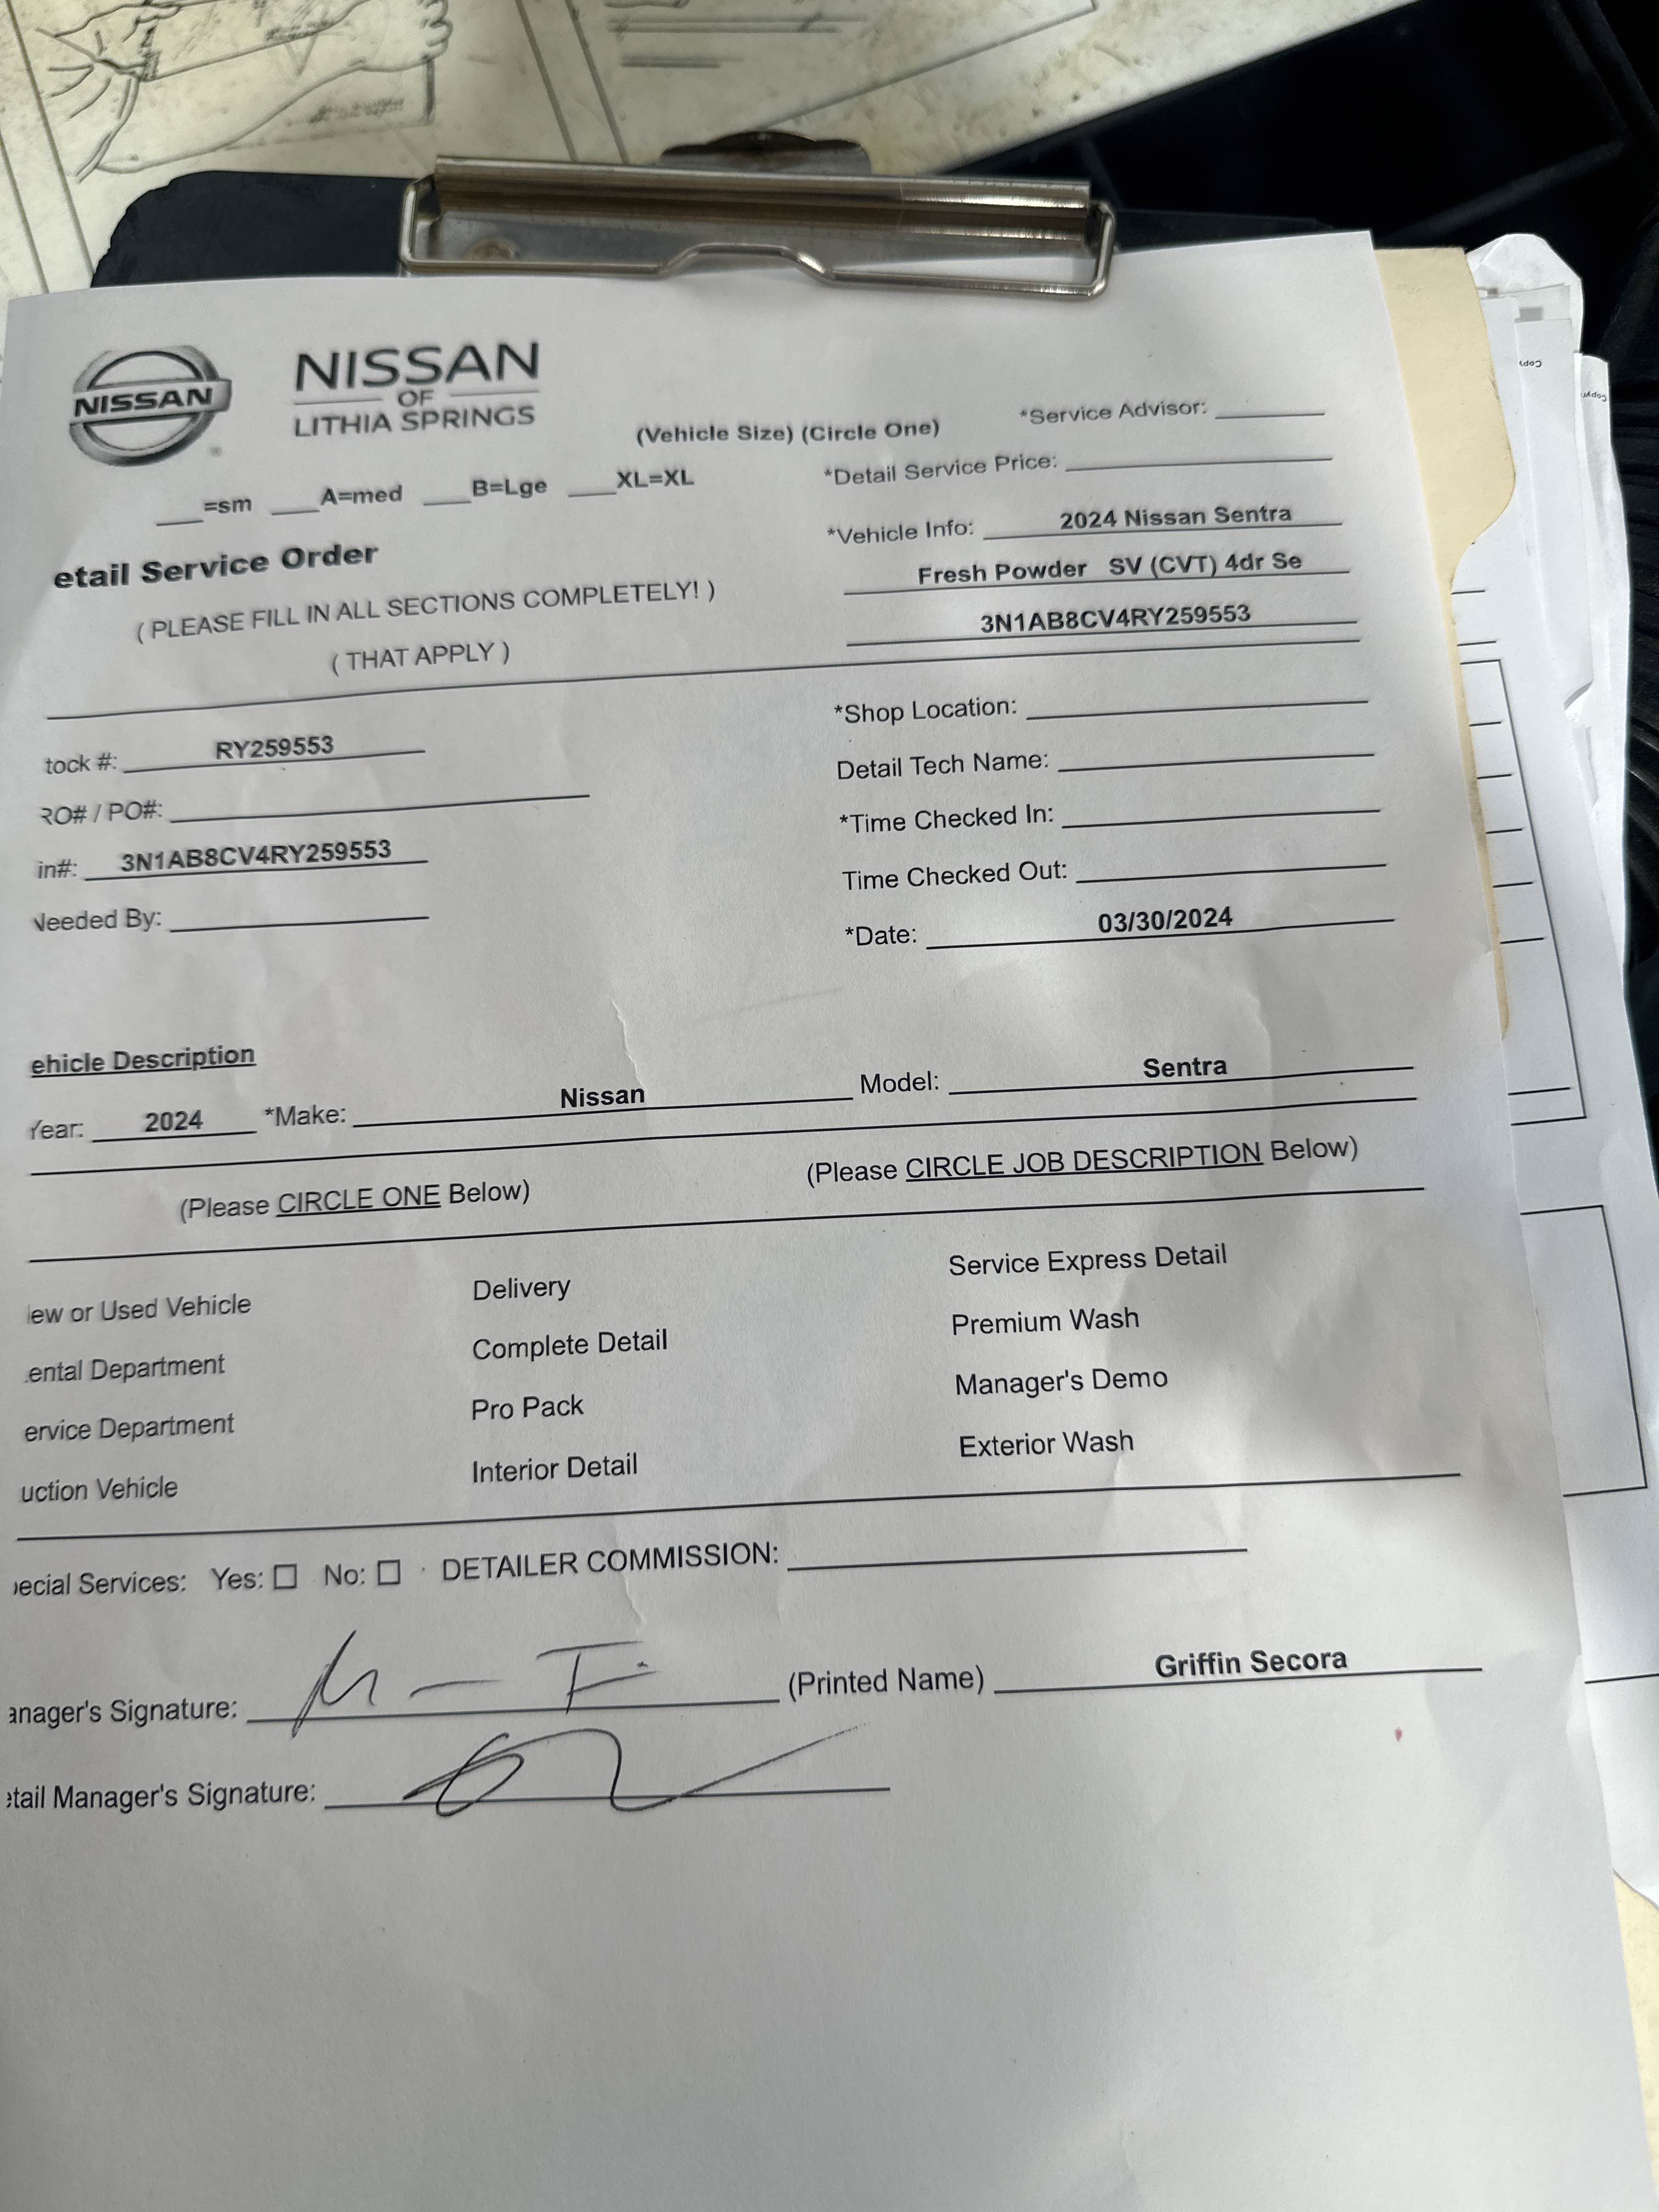 NISSAN
NISSAN
OF
LITHIA SPRINGS
(Vehicle Size) (Circle One)
*Service Advisor:
=sm A=med B=Lge XL=XL
*Detail Service Price:
*Vehicle Info: 2024 Nissan Sentra
etail Service Order
Fresh Powder SV (CVT) 4dr Se
( PLEASE FILL IN ALL SECTIONS COMPLETELY! )
3N1AB8CV4RY259553
( THAT APPLY )
*Shop Location:
tock #: RY259553
Detail Tech Name:
RO# / PO#:
*Time Checked In:
in#: 3N1AB8CV4RY259553
Time Checked Out:
Needed By:
*Date: 03/30/2024
ehicle Description
Year: 2024 *Make: Nissan Model: Sentra
(Please CIRCLE ONE Below) (Please CIRCLE JOB DESCRIPTION Below)
ew or Used Vehicle Delivery Service Express Detail
ental Department Complete Detail Premium Wash
ervice Department Pro Pack Manager's Demo
uction Vehicle Interior Detail Exterior Wash
pecial Services: Yes: No: DETAILER COMMISSION:
anager's Signature: (Printed Name) Griffin Secora
etail Manager's Signature:
Copy
Copy